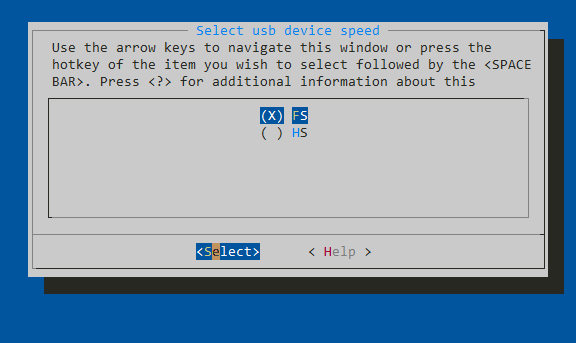 Select usb device speed
Use the arrow keys to navigate this window or press the
hotkey of the item you wish to select followed by the <SPACE
BAR>. Press <?> for additional information about this
(X) FS
( ) HS
<Select> < Help >